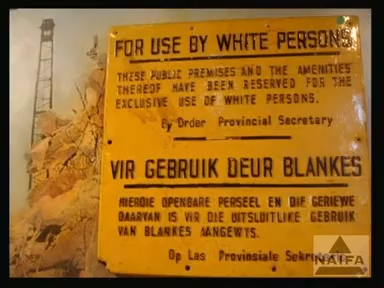 FOR USE BY WHITE PERSONS
THESE PUBLIC PREMISES AND THE AMENITIES
THEREOF HAVE BEEN RESERVED FOR THE
EXCLUSIVE USE OF WHITE PERSONS.
By Order Provincial Secretary
VIR GEBRUIK DEUR BLANKES
HIERDIE OPENBARE PERSEEL EN DIE GERIEWE
DAARVAN IS VIR DIE UITSLUITLIKE GEBRUIK
VAN BLANKES AANGEWYS.
Op Las Provinsiale
NAIFA